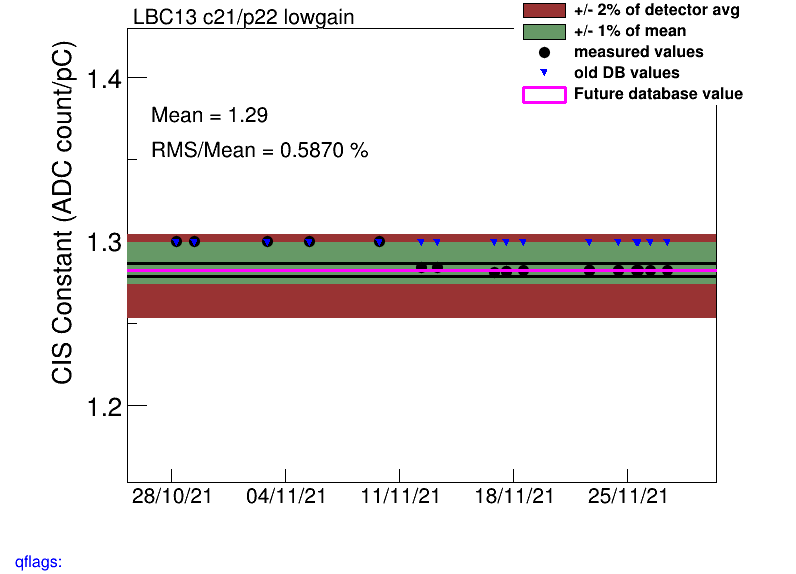 LBC13 c21/p22 lowgain
+/- 2% of detector avg
+/- 1% of mean
measured values
old DB values
Future database value
Mean = 1.29
RMS/Mean = 0.5870 %
CIS Constant (ADC count/pC)
1.4
1.3
1.2
28/10/21 04/11/21 11/11/21 18/11/21 25/11/21
qflags: